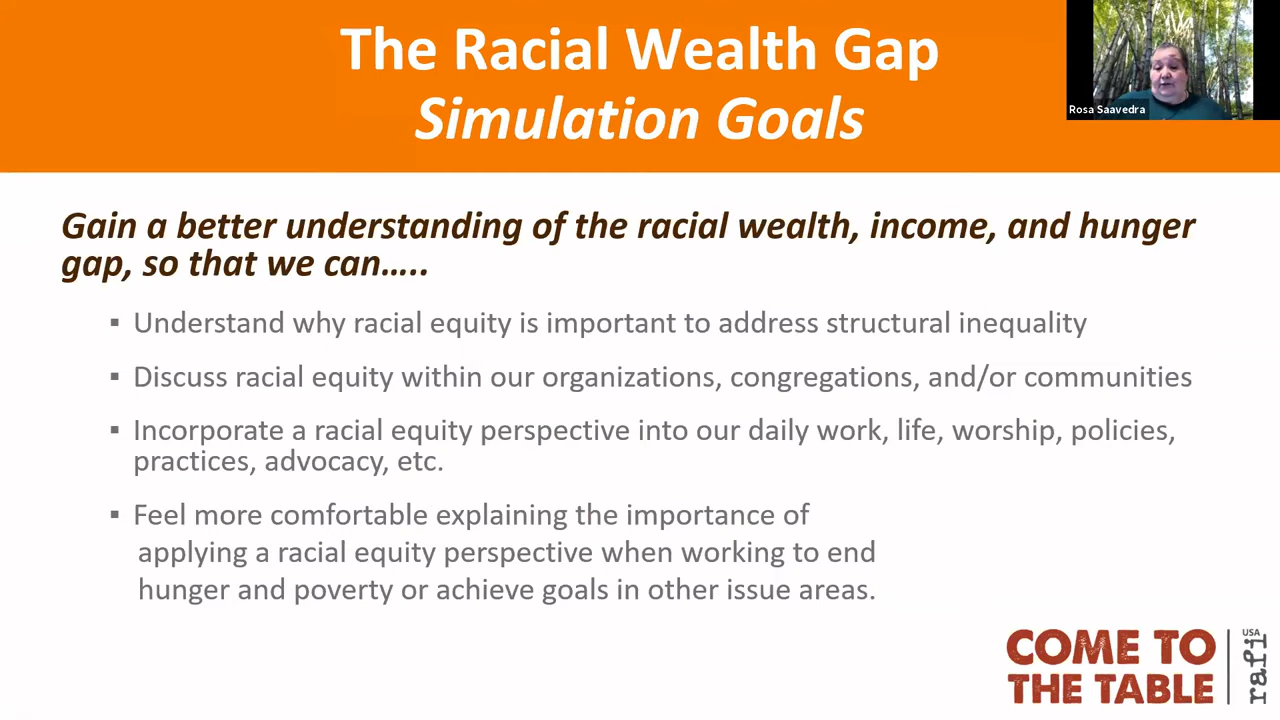 The Racial Wealth Gap
Simulation Goals
Rosa Saavedra
Gain a better understanding of the racial wealth, income, and hunger
gap, so that we can…..
▪ Understand why racial equity is important to address structural inequality
▪ Discuss racial equity within our organizations, congregations, and/or communities
▪ Incorporate a racial equity perspective into our daily work, life, worship, policies,
practices, advocacy, etc.
▪ Feel more comfortable explaining the importance of
applying a racial equity perspective when working to end
hunger and poverty or achieve goals in other issue areas.
COME TO
THE TABLE
rafi
USA